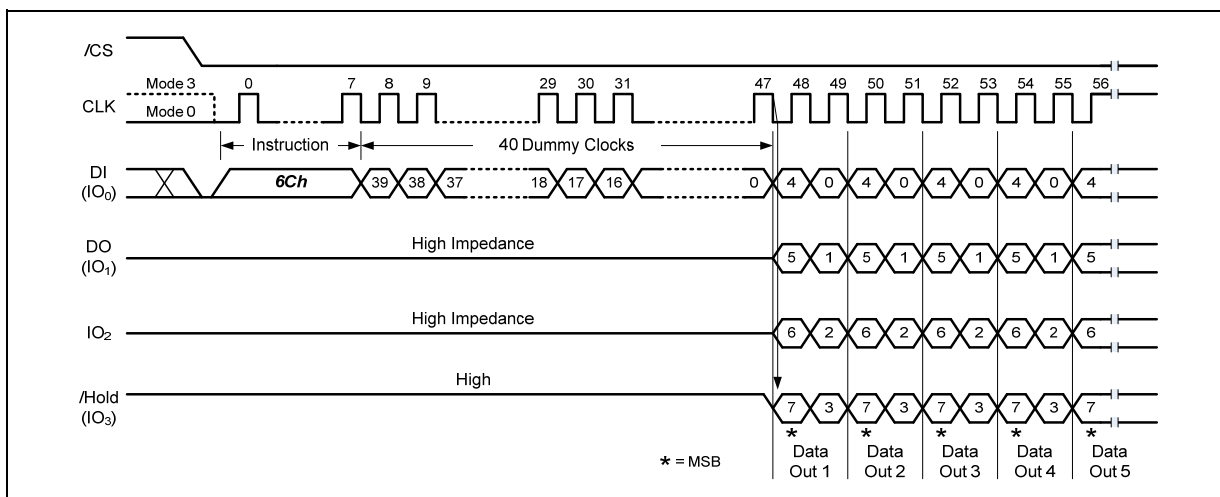 /CS
Mode 3 0 7 8 9 29 30 31 47 48 49 50 51 52 53 54 55 56
CLK
Mode 0
Instruction 40 Dummy Clocks
DI
(IO0)
6Ch 39 38 37 18 17 16 0 4 0 4 0 4 0 4 0 4
DO
(IO1)
High Impedance 5 1 5 1 5 1 5 1 5
IO2
High Impedance 6 2 6 2 6 2 6 2 6
/Hold
(IO3)
High 7 3 7 3 7 3 7 3 7
* * * * *
* = MSB
Data Data Data Data Data
Out 1 Out 2 Out 3 Out 4 Out 5